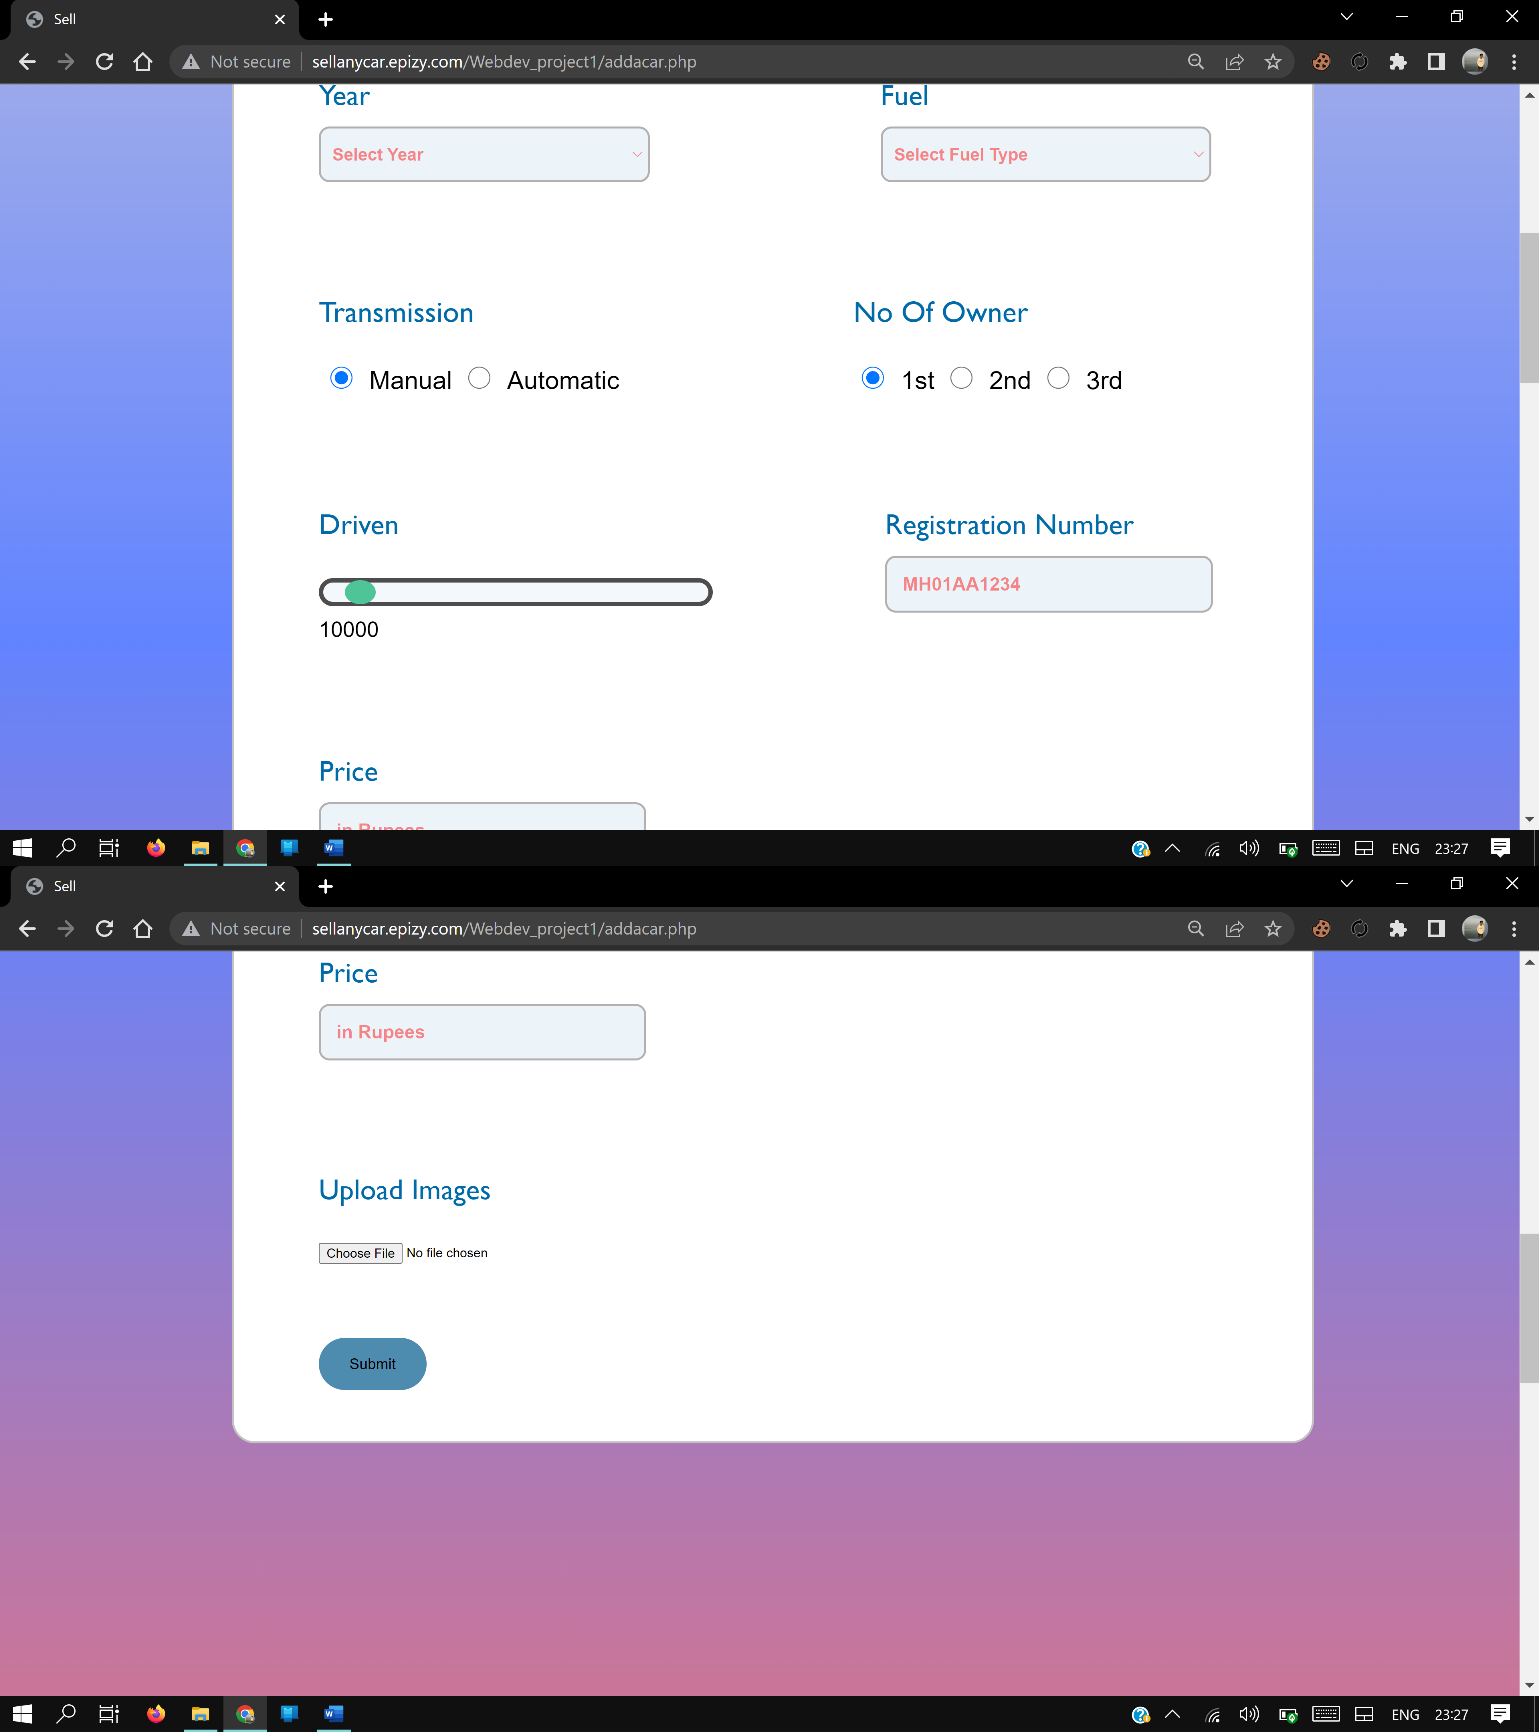 Sell
Not secure sellanycar.epizy.com/Webdev_project1/addacar.php
Year Fuel
Select Year Select Fuel Type
Transmission No Of Owner
Manual Automatic 1st 2nd 3rd
Driven Registration Number
MH01AA1234
10000
Price
in Rupees
ENG 23:27
Sell
Not secure sellanycar.epizy.com/Webdev_project1/addacar.php
Price
in Rupees
Upload Images
Choose File No file chosen
Submit
ENG 23:27